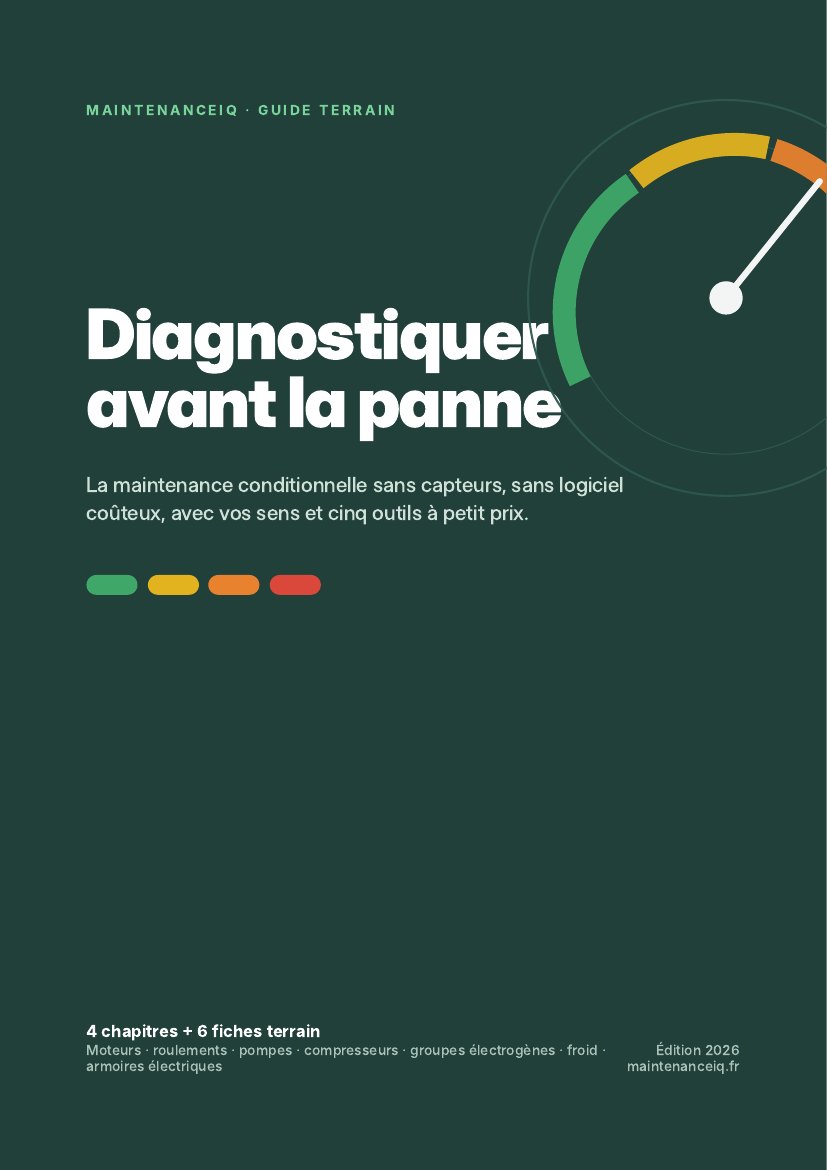 MAINTENANCEIQ · GUIDE TERRAIN
Diagnostiquer
avant la panne
La maintenance conditionnelle sans capteurs, sans logiciel
coûteux, avec vos sens et cinq outils à petit prix.
4 chapitres + 6 fiches terrain
Moteurs · roulements · pompes · compresseurs · groupes électrogènes · froid ·
armoires électriques
Édition 2026
maintenanceiq.fr